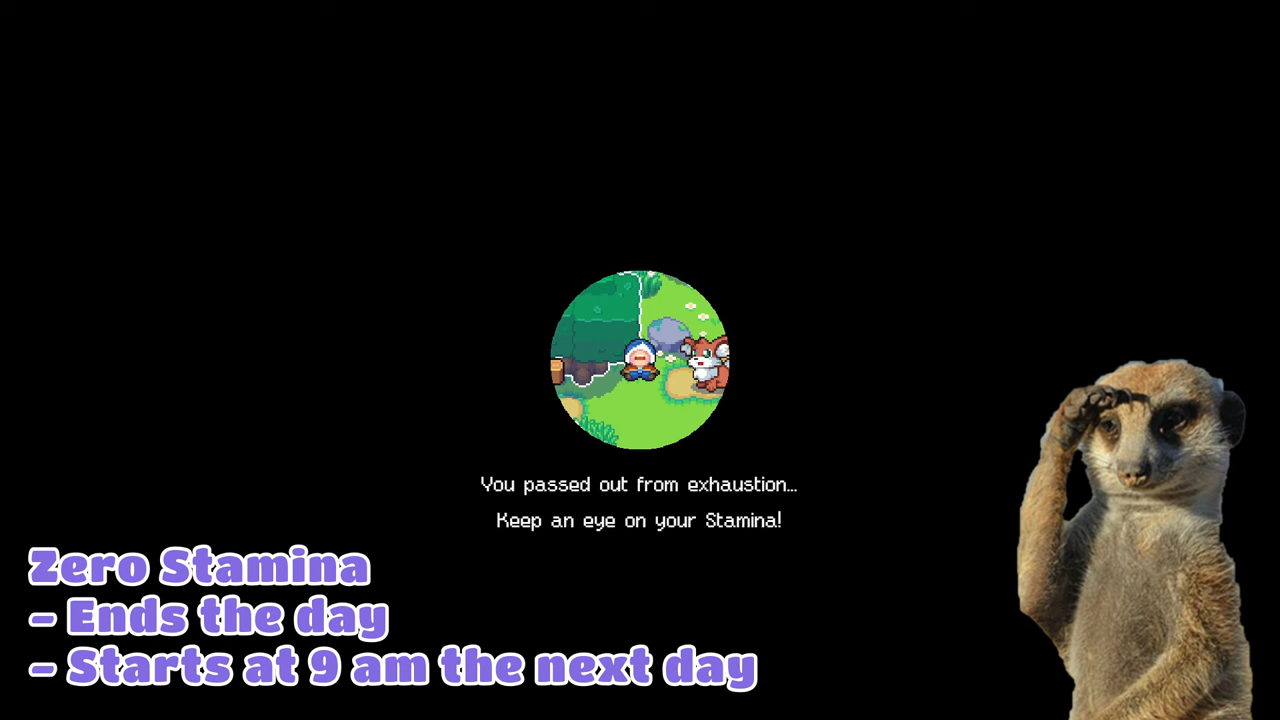 You passed out from exhaustion...
Keep an eye on your Stamina!
Zero Stamina
- Ends the day
- Starts at 9 am the next day